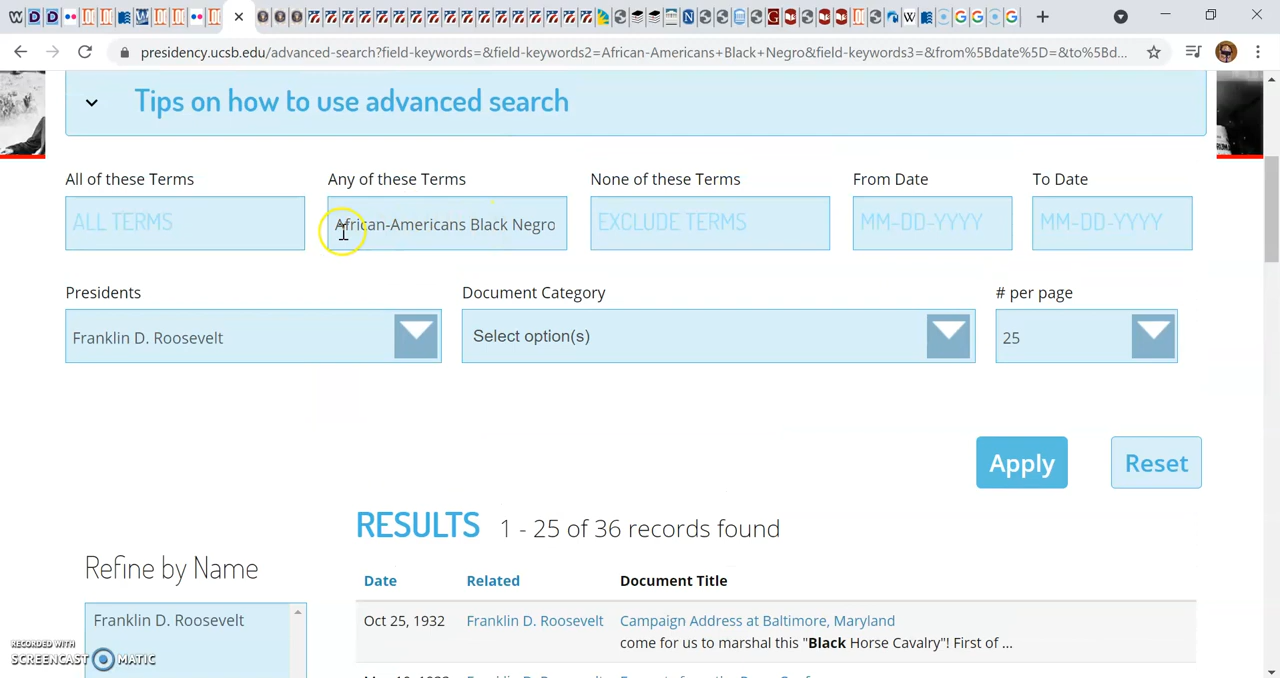 presidency.ucsb.edu/advanced-search?field-keywords=&field-keywords2=African-Americans+Black+Negro&field-keywords3=&from%5Bdate%5D=&to%5Bd...
Tips on how to use advanced search
All of these Terms
Any of these Terms
None of these Terms
From Date
To Date
ALL TERMS
African-Americans Black Negro
EXCLUDE TERMS
MM-DD-YYYY
MM-DD-YYYY
Presidents
Document Category
# per page
Franklin D. Roosevelt
Select option(s)
25
Apply
Reset
RESULTS 1 - 25 of 36 records found
Refine by Name
Date
Related
Document Title
Franklin D. Roosevelt
Oct 25, 1932
Franklin D. Roosevelt
Campaign Address at Baltimore, Maryland
come for us to marshal this "Black Horse Cavalry"! First of ...
RECORDED WITH
SCREENCAST MATIC